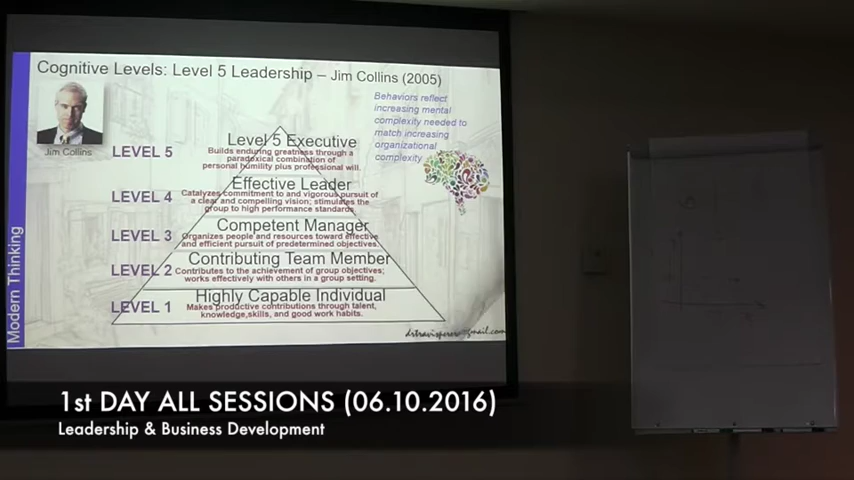 Cognitive Levels: Level 5 Leadership – Jim Collins (2005)
Jim Collins
Behaviors reflect
increasing mental
complexity needed to
match increasing
organizational
complexity
LEVEL 5
Level 5 Executive
Builds enduring greatness through a
paradoxical combination of
personal humility plus professional will.
LEVEL 4
Effective Leader
Catalyzes commitment to and vigorous pursuit of
a clear and compelling vision; stimulates the
group to high performance standards
LEVEL 3
Competent Manager
Organizes people and resources toward effective
and efficient pursuit of predetermined objectives.
LEVEL 2
Contributing Team Member
Contributes to the achievement of group objectives;
works effectively with others in a group setting.
LEVEL 1
Highly Capable Individual
Makes productive contributions through talent,
knowledge,skills, and good work habits.
Modern Thinking
1st DAY ALL SESSIONS (06.10.2016)
Leadership & Business Development